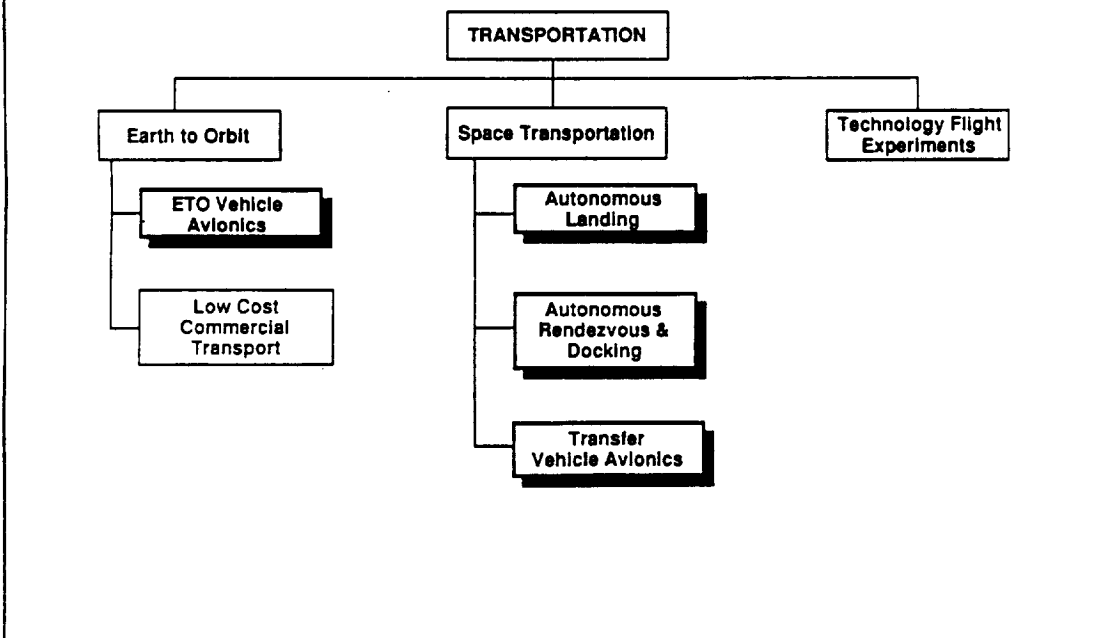 TRANSPORTATION
Earth to Orbit
Space Transportation
Technology Flight
Experiments
ETO Vehicle
Avionics
Low Cost
Commercial
Transport
Autonomous
Landing
Autonomous
Rendezvous &
Docking
Transfer
Vehicle Avionics